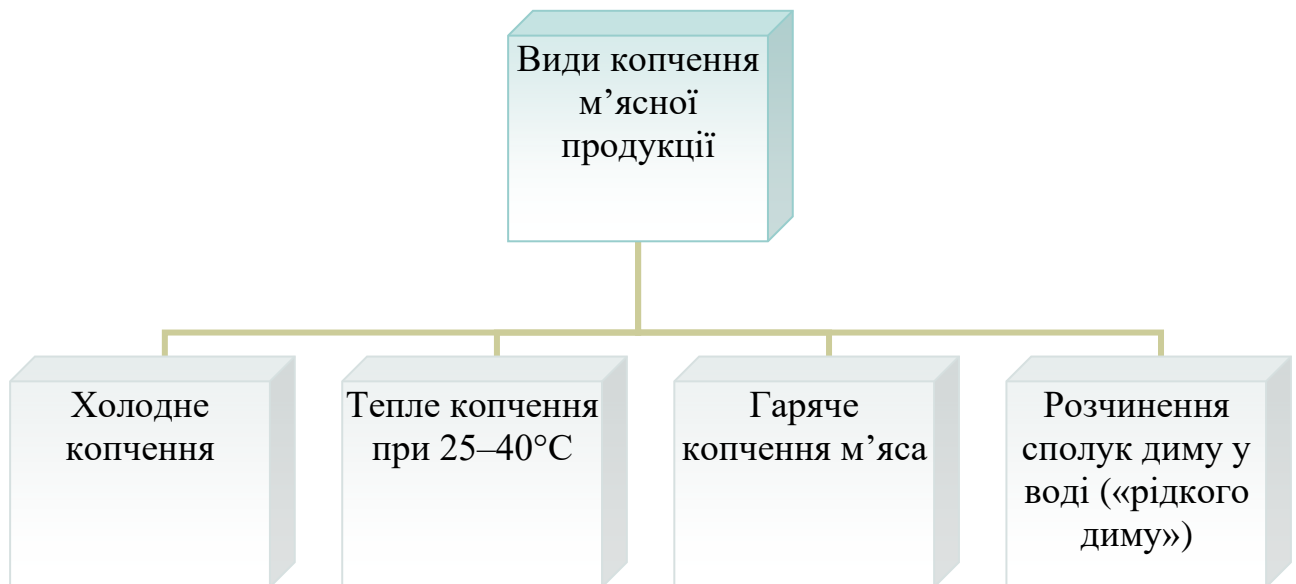 Види копчення
м’ясної
продукції
Холодне
копчення
Тепле копчення
при 25–40°С
Гаряче
копчення м’яса
Розчинення
сполук диму у
воді («рідкого
диму»)